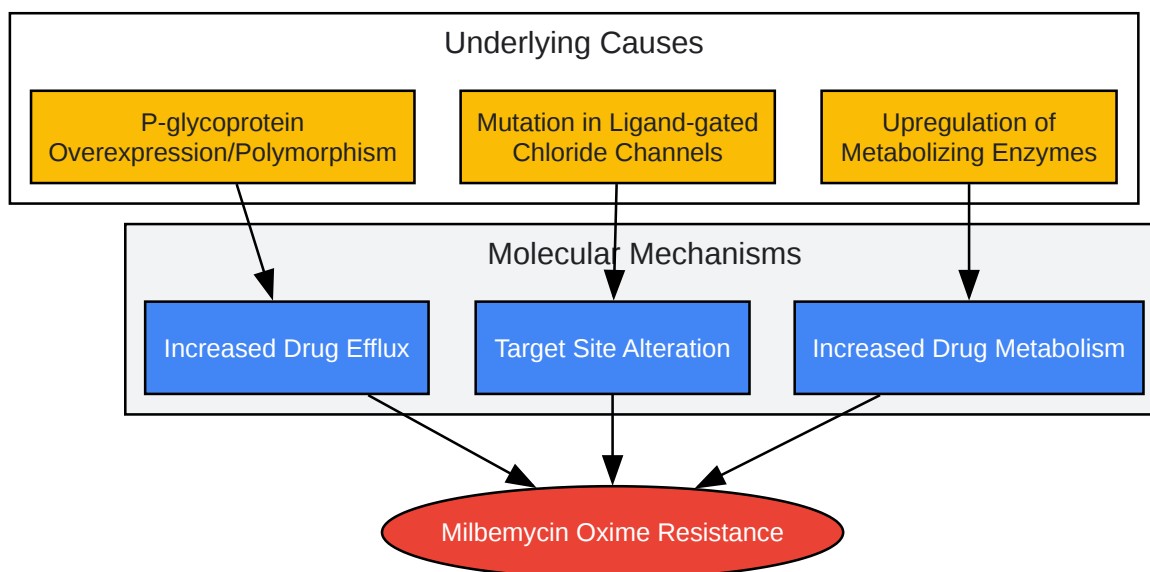 Underlying Causes
P-glycoprotein
Overexpression/Polymorphism
Mutation in Ligand-gated
Chloride Channels
Upregulation of
Metabolizing Enzymes
Molecular Mechanisms
Increased Drug Efflux
Target Site Alteration
Increased Drug Metabolism
Milbemycin Oxime Resistance